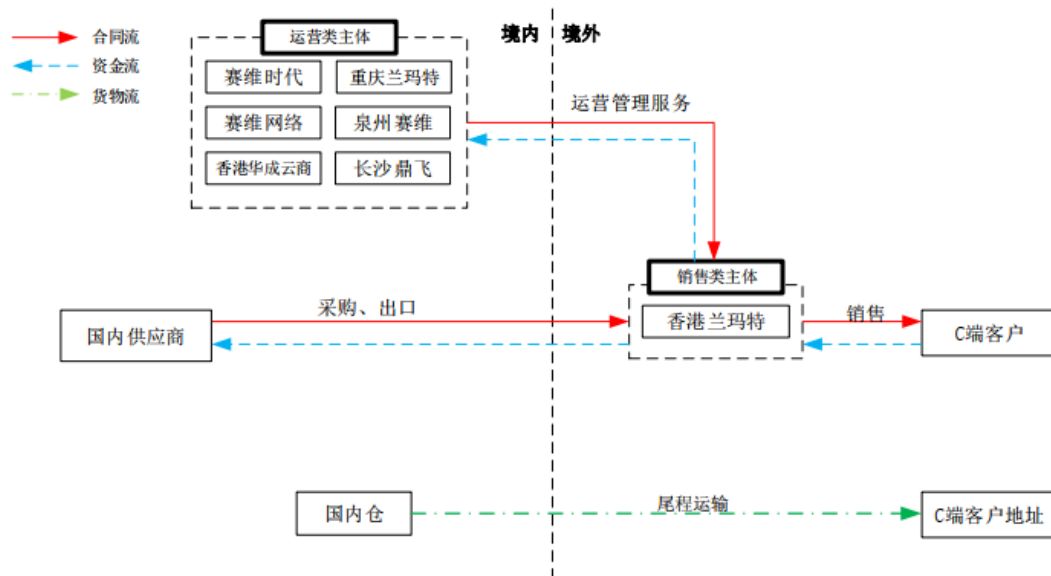 合同流
资金流
货物流
运营类主体
境内
境外
赛维时代
重庆兰玛特
赛维网络
泉州赛维
香港华成云商
长沙鼎飞
运营管理服务
销售类主体
香港兰玛特
国内供应商
采购、出口
销售
C端客户
国内仓
尾程运输
C端客户地址